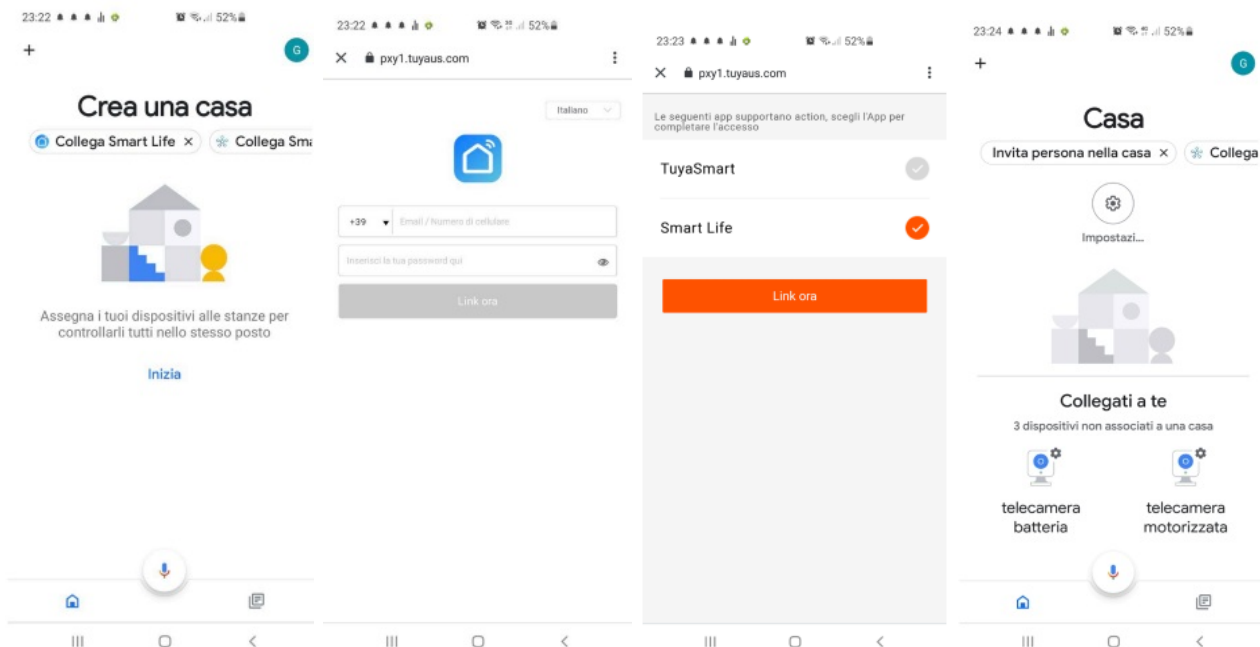 23:22
52%
+
G
Crea una casa
Collega Smart Life ×
Collega Sma
Assegna i tuoi dispositivi alle stanze per
controllarli tutti nello stesso posto
Inizia
23:22
52%
pxy1.tuyaus.com
Italiano
+39
Email / Numero di cellulare
Inserisci la tua password qui
Link ora
23:23
52%
pxy1.tuyaus.com
Le seguenti app supportano action, scegli l'App per
completare l'accesso
TuyaSmart
Smart Life
Link ora
23:24
52%
+
G
Casa
Invita persona nella casa ×
Collega
Impostazi...
Collegati a te
3 dispositivi non associati a una casa
telecamera
batteria
telecamera
motorizzata